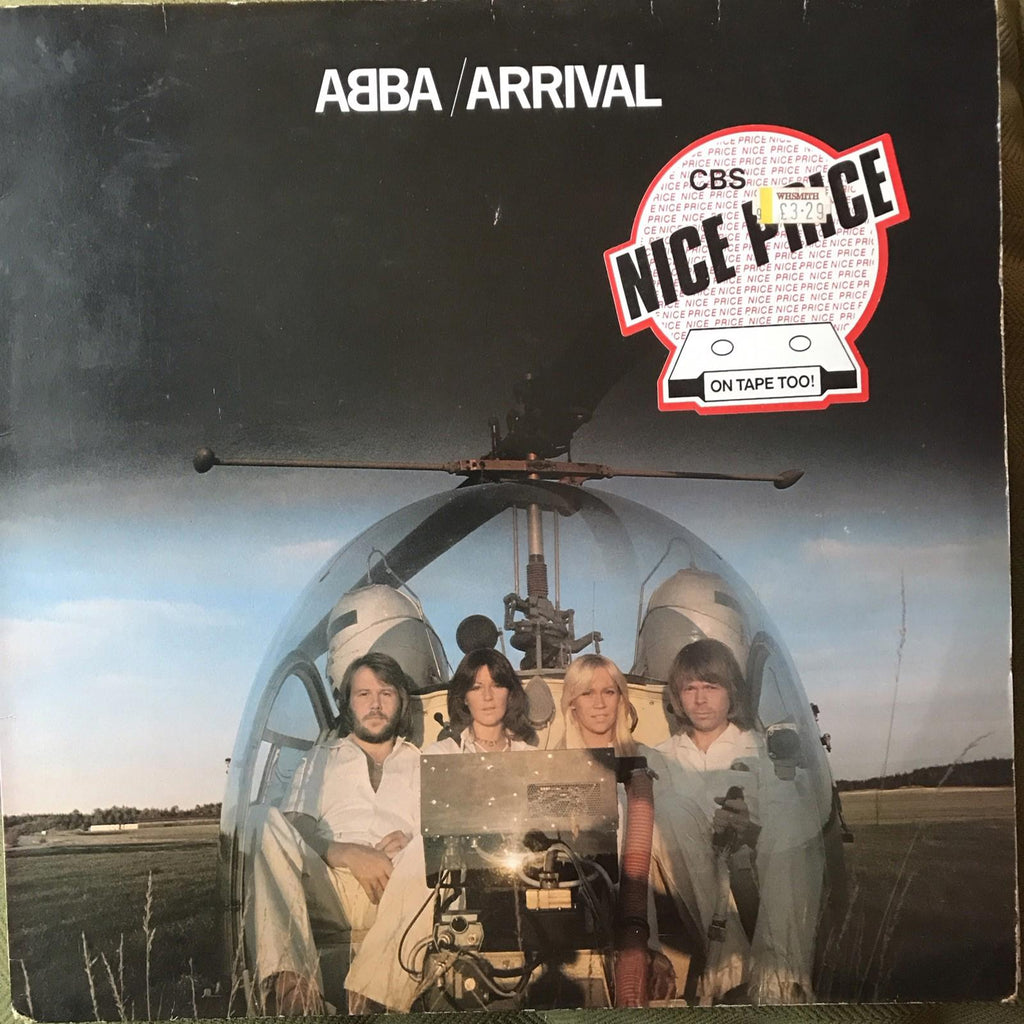 ABBA/ARRIVAL
CBS
WHSMITH
£3·29
NICE PRICE
ON TAPE TOO!